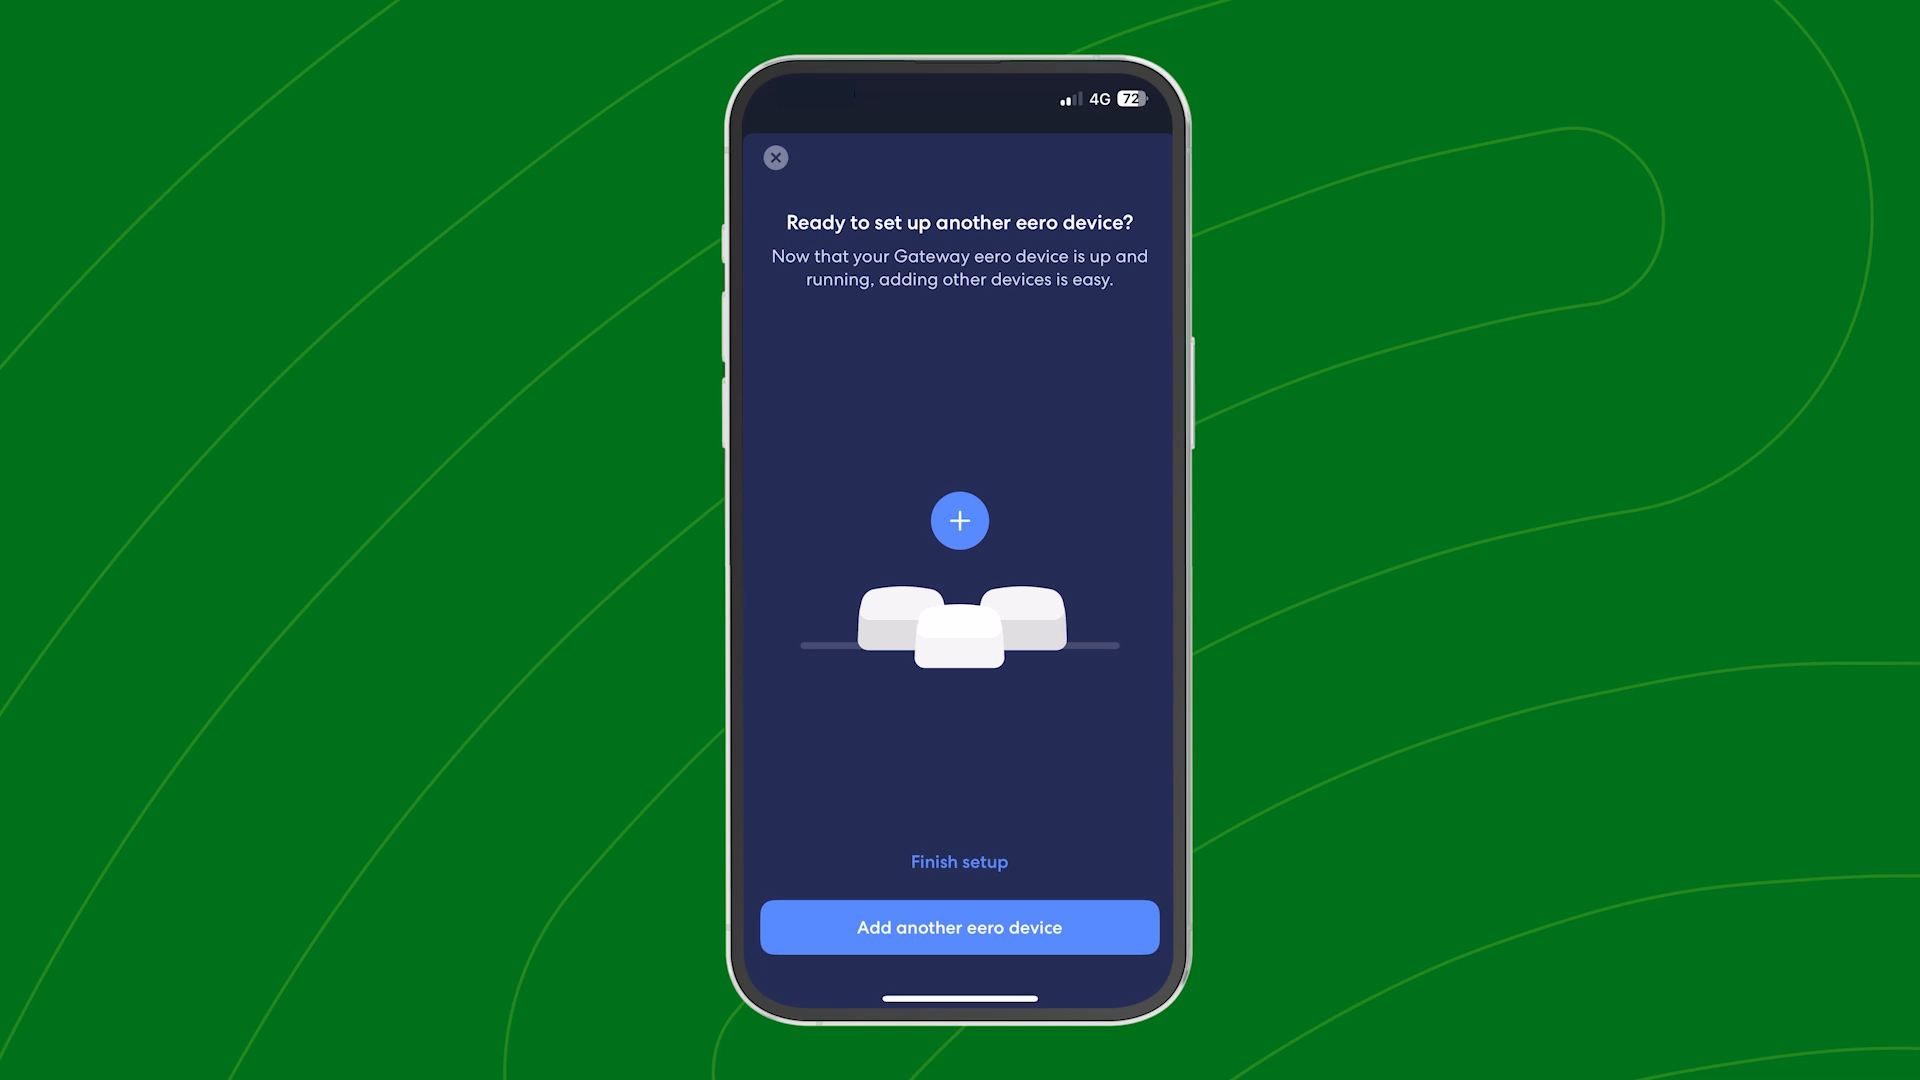 4G 72
Ready to set up another eero device?
Now that your Gateway eero device is up and
running, adding other devices is easy.
Finish setup
Add another eero device